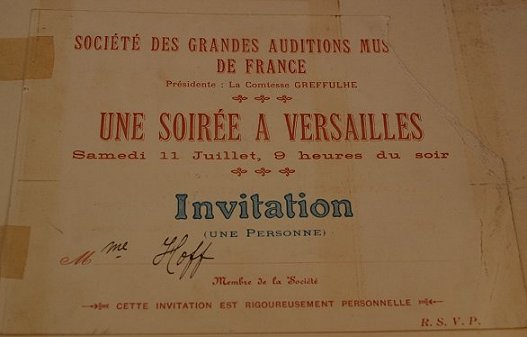 SOCIÉTÉ DES GRANDES AUDITIONS MUS
DE FRANCE
Présidente : La Comtesse GREFFULHE
UNE SOIRÉE A VERSAILLES
Samedi 11 Juillet, 9 heures du soir
Invitation
(UNE PERSONNE)
Mme Hoff
Membre de la Société
CETTE INVITATION EST RIGOUREUSEMENT PERSONNELLE
R. S. V. P.